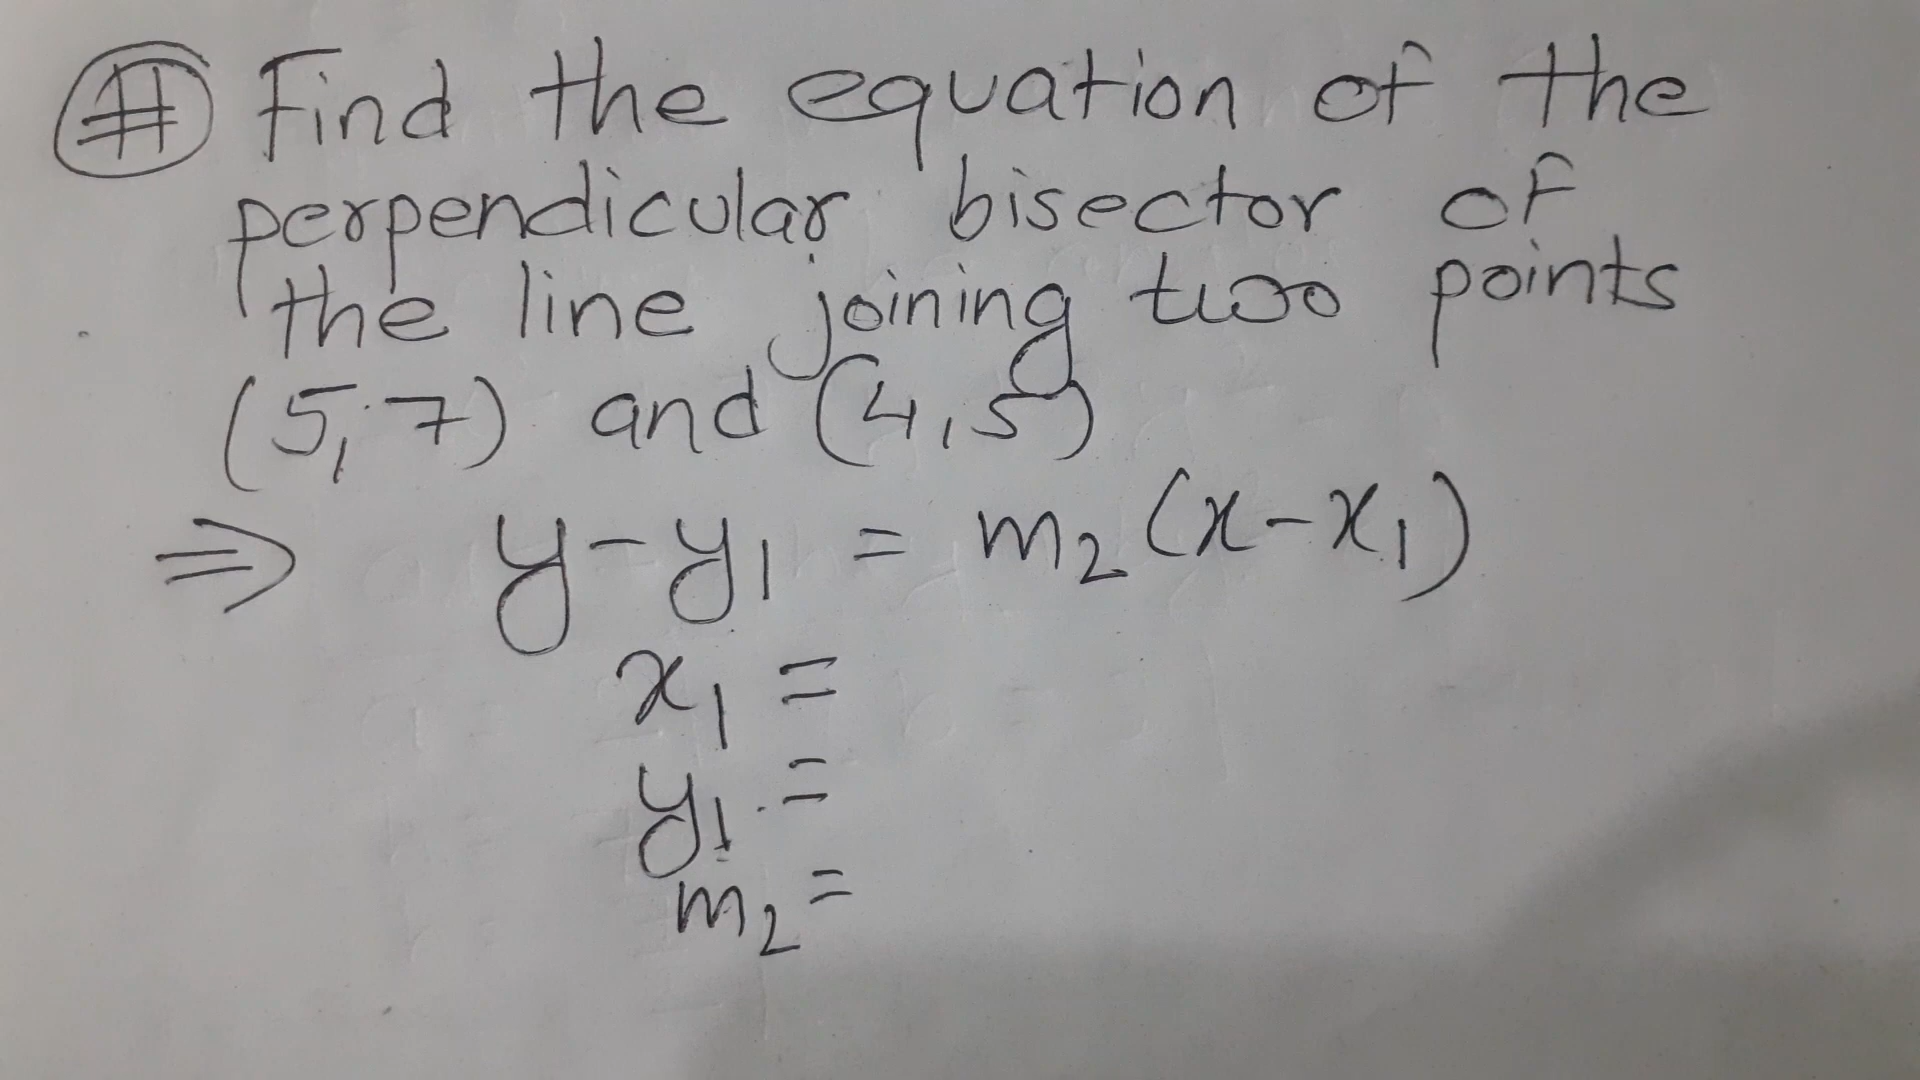 # Find the equation of the
perpendicular bisector of
the line joining two points
(5,7) and (4,5)
⇒ y-y₁ = m₂(x-x₁)
x₁ =
y₁ =
m₂ =